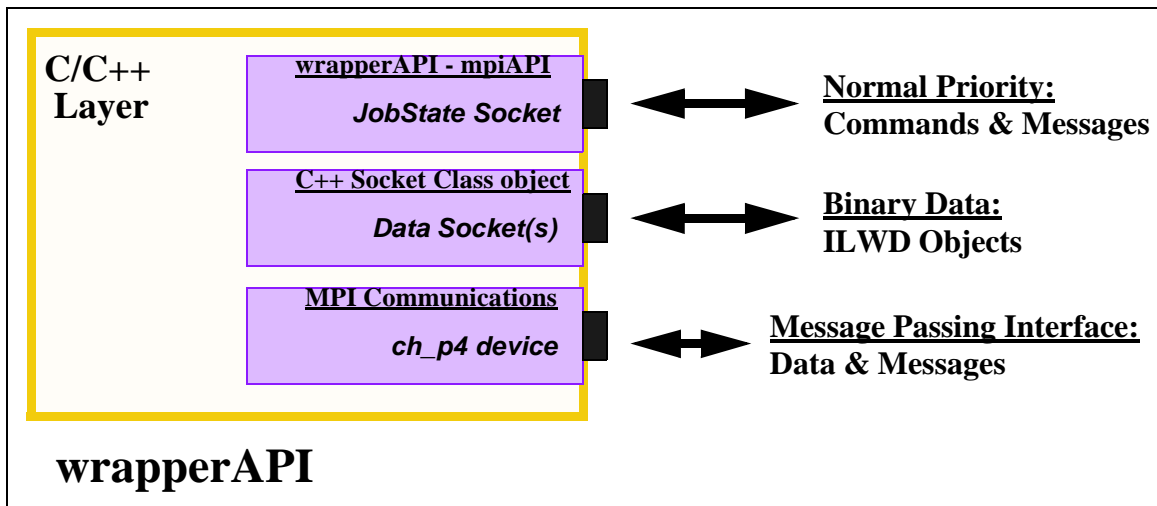 C/C++
Layer
wrapperAPI - mpiAPI
JobState Socket
Normal Priority:
Commands & Messages
C++ Socket Class object
Data Socket(s)
Binary Data:
ILWD Objects
MPI Communications
ch_p4 device
Message Passing Interface:
Data & Messages
wrapperAPI